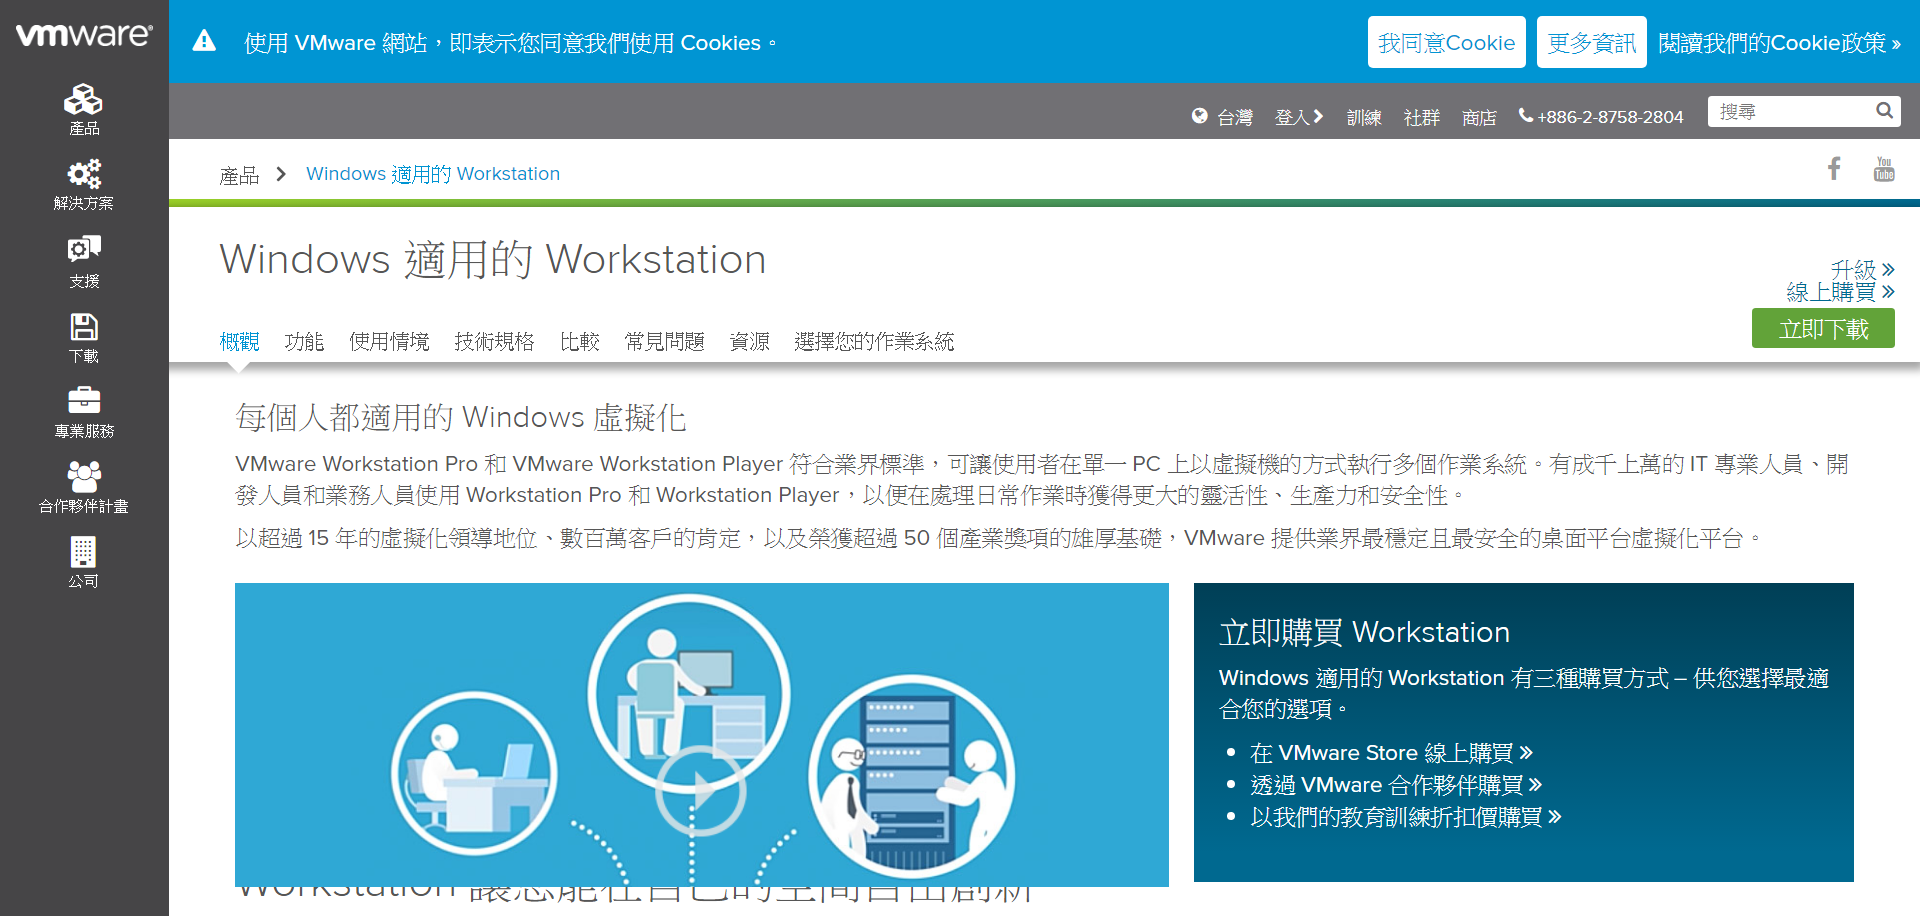 vmware
使用 VMware 網站，即表示您同意我們使用 Cookies。
我同意Cookie
更多資訊
閱讀我們的Cookie政策 »
台灣
登入
訓練
社群
商店
+886-2-8758-2804
搜尋
產品
解決方案
支援
下載
專業服務
合作夥伴計畫
公司
產品
Windows 適用的 Workstation
You
Tube
Windows 適用的 Workstation
升級 »
線上購買 »
立即下載
概觀
功能
使用情境
技術規格
比較
常見問題
資源
選擇您的作業系統
每個人都適用的 Windows 虛擬化
VMware Workstation Pro 和 VMware Workstation Player 符合業界標準，可讓使用者在單一 PC 上以虛擬機的方式執行多個作業系統。有成千上萬的 IT 專業人員、開
發人員和業務人員使用 Workstation Pro 和 Workstation Player，以便在處理日常作業時獲得更大的靈活性、生產力和安全性。
以超過 15 年的虛擬化領導地位、數百萬客戶的肯定，以及榮獲超過 50 個產業獎項的雄厚基礎，VMware 提供業界最穩定且最安全的桌面平台虛擬化平台。
立即購買 Workstation
Windows 適用的 Workstation 有三種購買方式 – 供您選擇最適
合您的選項。
在 VMware Store 線上購買 »
透過 VMware 合作夥伴購買 »
以我們的教育訓練折扣價購買 »
Workstation 讓您能在自己的空間自由創新